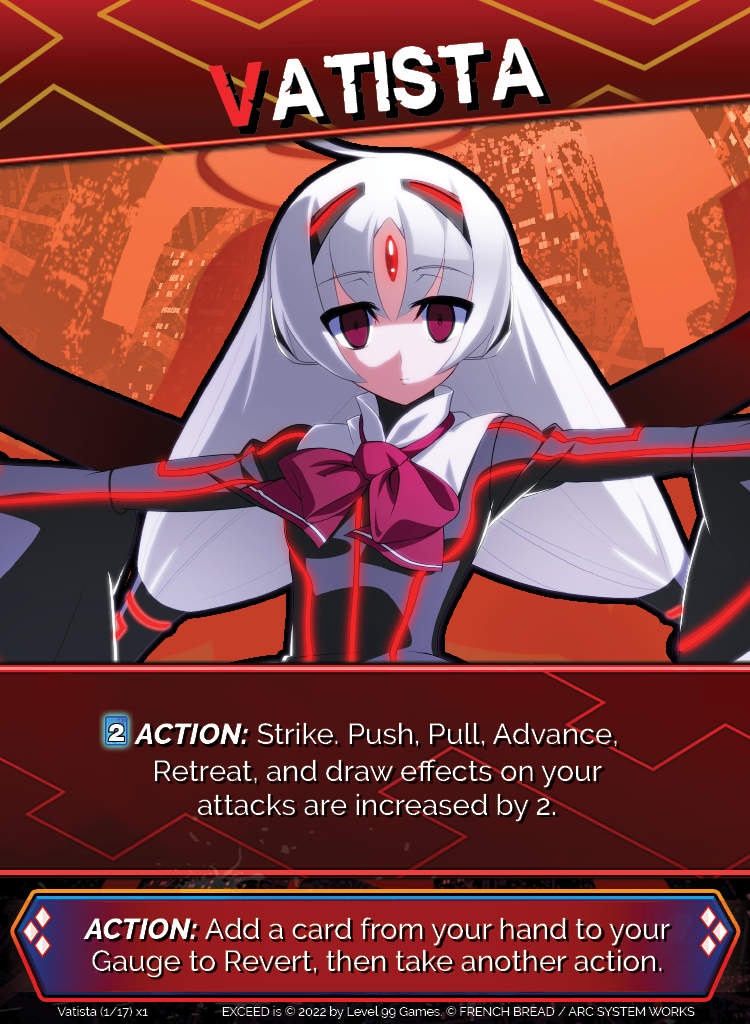 VATISTA
2 ACTION: Strike. Push, Pull, Advance,
Retreat, and draw effects on your
attacks are increased by 2.
ACTION: Add a card from your hand to your
Gauge to Revert, then take another action.
Vatista (1/17) x1 EXCEED is © 2022 by Level 99 Games, © FRENCH BREAD / ARC SYSTEM WORKS